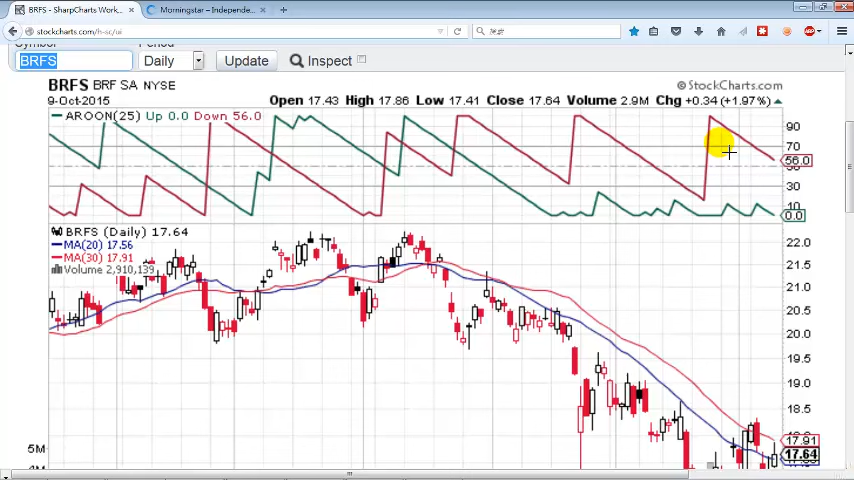 BRFS - SharpCharts Work...
Morningstar – Independe...
stockcharts.com/h-sc/ui
Symbol
Period
BRFS
Daily
Update
Inspect
BRFS BRF SA NYSE
© StockCharts.com
9-Oct-2015
Open 17.43 High 17.86 Low 17.41 Close 17.64 Volume 2.9M Chg +0.34 (+1.97%)
AROON(25) Up 0.0 Down 56.0
90
70
56.0
50
30
10
0.0
BRFS (Daily) 17.64
MA(20) 17.56
MA(30) 17.91
Volume 2,910,139
22.0
21.5
21.0
20.5
20.0
19.5
19.0
18.5
18.0
17.91
17.64
5M